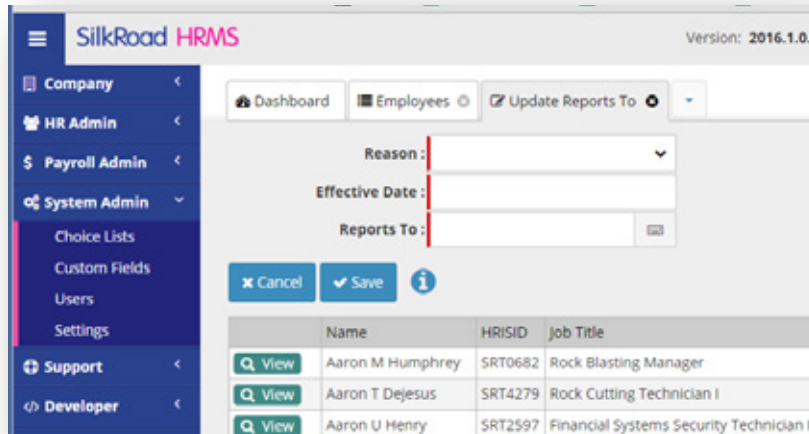 SilkRoad HRMS
Version: 2016.1.0.
Company
HR Admin
$ Payroll Admin
System Admin
Choice Lists
Custom Fields
Users
Settings
Support
</> Developer
Dashboard Employees Update Reports To
Reason :
Effective Date :
Reports To :
Cancel Save
Name HRISID Job Title
View Aaron M Humphrey SRT0682 Rock Blasting Manager
View Aaron T Dejesus SRT4279 Rock Cutting Technician I
View Aaron U Henry SRT2597 Financial Systems Security Technician